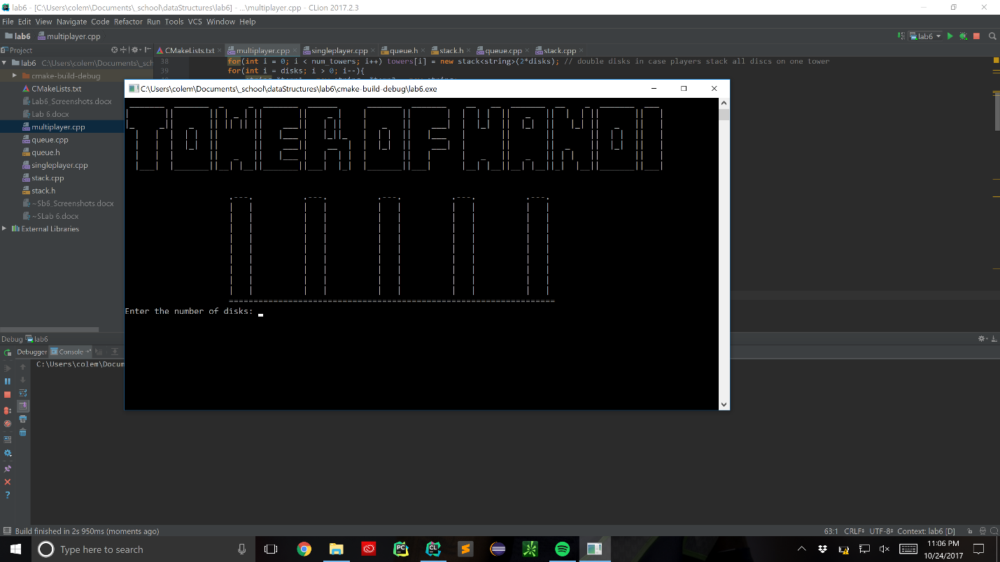 lab6 - [C:\Users\colem\Documents\_school\dataStructures\lab6] - ...\multiplayer.cpp - CLion 2017.2.3
File Edit View Navigate Code Refactor Run Tools VCS Window Help
lab6 multiplayer.cpp lab6
Project CMakeLists.txt multiplayer.cpp singleplayer.cpp queue.h stack.h queue.cpp stack.cpp
lab6 C:\Users\colem\Documents\_sch
cmake-build-debug
CMakeLists.txt
Lab6_Screenshots.docx
Lab 6.docx
multiplayer.cpp
queue.cpp
queue.h
singleplayer.cpp
stack.cpp
stack.h
~Sb6_Screenshots.docx
~SLab 6.docx
External Libraries
38 for(int i = 0; i < num_towers; i++) towers[i] = new stack<string>(2*disks); // double disks in case players stack all discs on one tower
39 for(int i = disks; i > 0; i--){
C:\Users\colem\Documents\_school\dataStructures\lab6\cmake-build-debug\lab6.exe
TOWER OF HANOI
Enter the number of disks:
Debug lab6
Debugger Console
C:\Users\colem\Docum
Build finished in 2s 950ms (moments ago) 63:1 CRLF UTF-8 Context: lab6 [D]
Type here to search
11:06 PM
10/24/2017